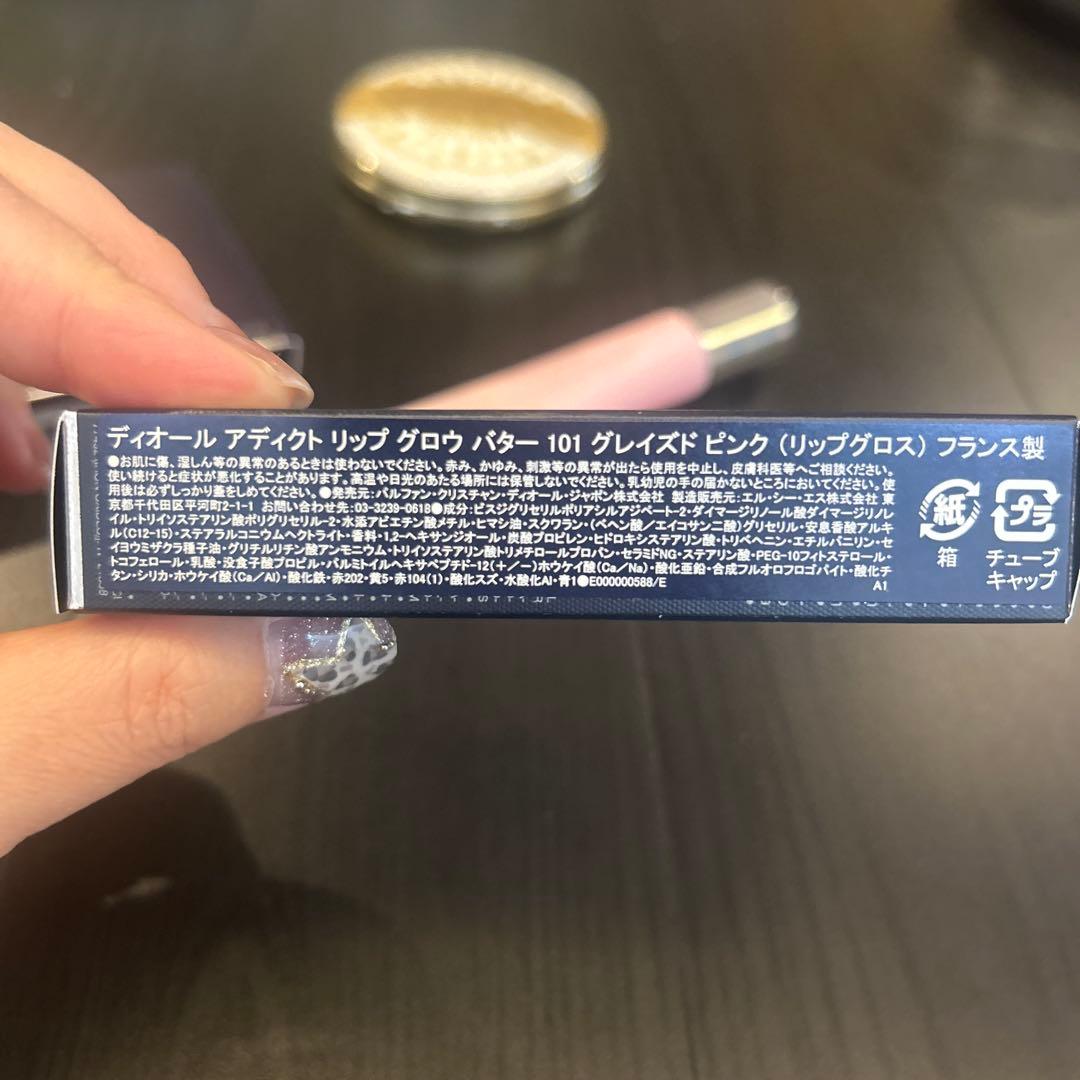 ディオール アディクト リップ グロウ バター 101 グレイズド ピンク (リップグロス) フランス製
●お肌に傷、湿しん等の異常のあるときは使わないでください。赤み、かゆみ、刺激等の異常が出たら使用を中止し、皮膚科医等へご相談ください。
使い続けると症状が悪化することがあります。高温や日光のあたる場所には保管しないでください。乳幼児の手の届かないところにおいてください。使
用後は必ずしっかり蓋をしめてください。●発売元:パルファン・クリスチャン・ディオール・ジャポン株式会社 製造販売元:エル・シー・エス株式会社 東
京都千代田区平河町2-1-1 お問い合わせ先:03-3239-0618●成分:ビスジグリセリルポリアシルアジペート-2・ダイマージリノール酸ダイマージリノレ
イル・トリイソステアリン酸ポリグリセリル-2・水添アビエチン酸メチル・ヒマシ油・スクワラン・(ベヘン酸/エイコサン二酸)グリセリル・安息香酸アルキ
ル(C12-15)・ステアラルコニウムヘクトライト・香料・1,2-ヘキサンジオール・炭酸プロピレン・ヒドロキシステアリン酸・トリベヘニン・エチルバニリン・セ
イヨウミザクラ種子油・グリチルリチン酸アンモニウム・トリイソステアリン酸トリメチロールプロパン・セラミドNG・ステアリン酸・PEG-10フィトステロール・
トコフェロール・乳酸・没食子酸プロピル・パルミトイルヘキサペプチド-12(+/-)ホウケイ酸(Ca/Na)・酸化亜鉛・合成フルオロフロゴパイト・酸化チ
タン・シリカ・ホウケイ酸(Ca/Al)・酸化鉄・赤202・黄5・赤104(1)・酸化スズ・水酸化Al・青1●E000000588/E
A1
紙
箱
プラ
チューブ
キャップ